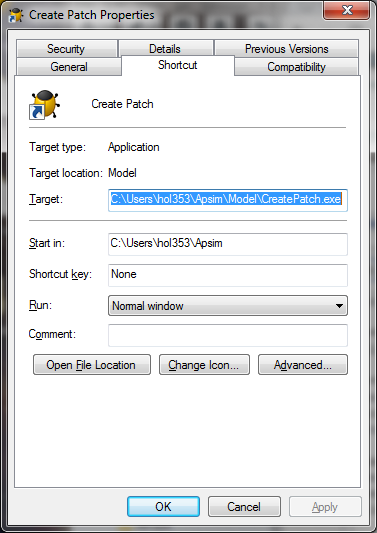 Create Patch Properties
Security Details Previous Versions
General Shortcut Compatibility
Create Patch
Target type: Application
Target location: Model
Target: C:\Users\hol353\Apsim\Model\CreatePatch.exe
Start in: C:\Users\hol353\Apsim
Shortcut key: None
Run: Normal window
Comment:
Open File Location Change Icon... Advanced...
OK Cancel Apply